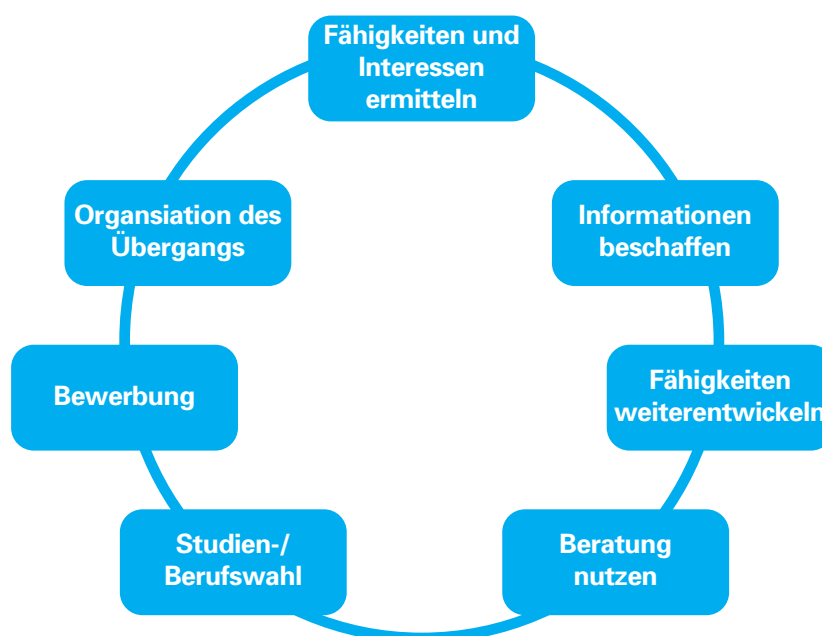 Fähigkeiten und
Interessen
ermitteln
Informationen
beschaffen
Fähigkeiten
weiterentwickeln
Beratung
nutzen
Studien-/
Berufswahl
Bewerbung
Organsiation des
Übergangs